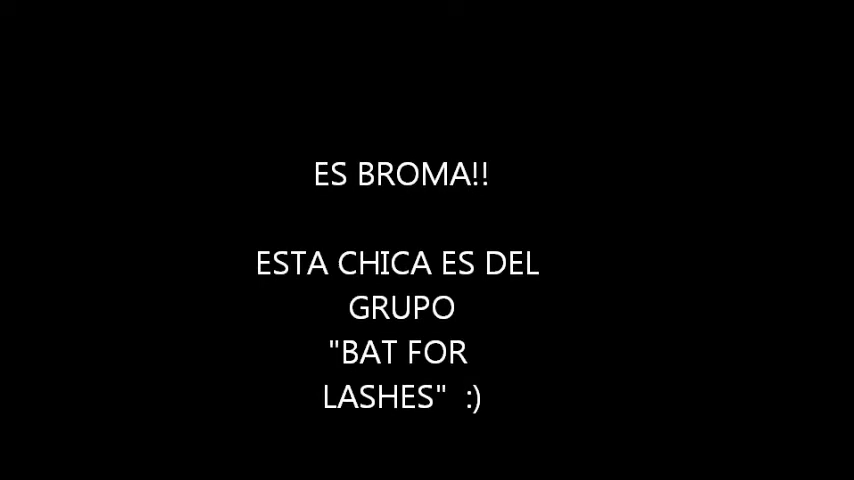 ES BROMA!!
ESTA CHICA ES DEL
GRUPO
"BAT FOR
LASHES"  :)